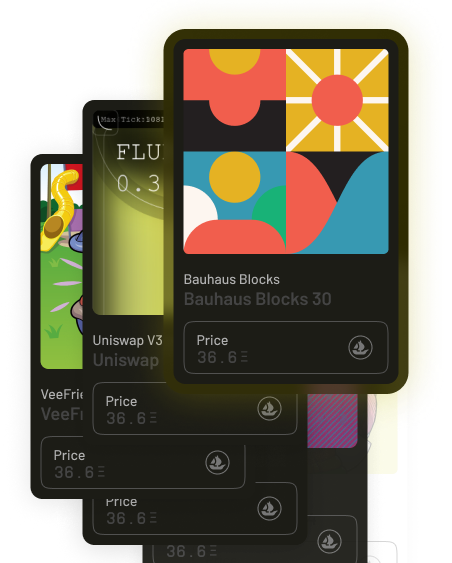 Max Tick:1081
FLU
0.3
Bauhaus Blocks
Bauhaus Blocks 30
Price
36.6
Uniswap V3
Uniswap
Price
36.6
VeeFrie
VeeF
Price
36.6
Price
36.6
36.6